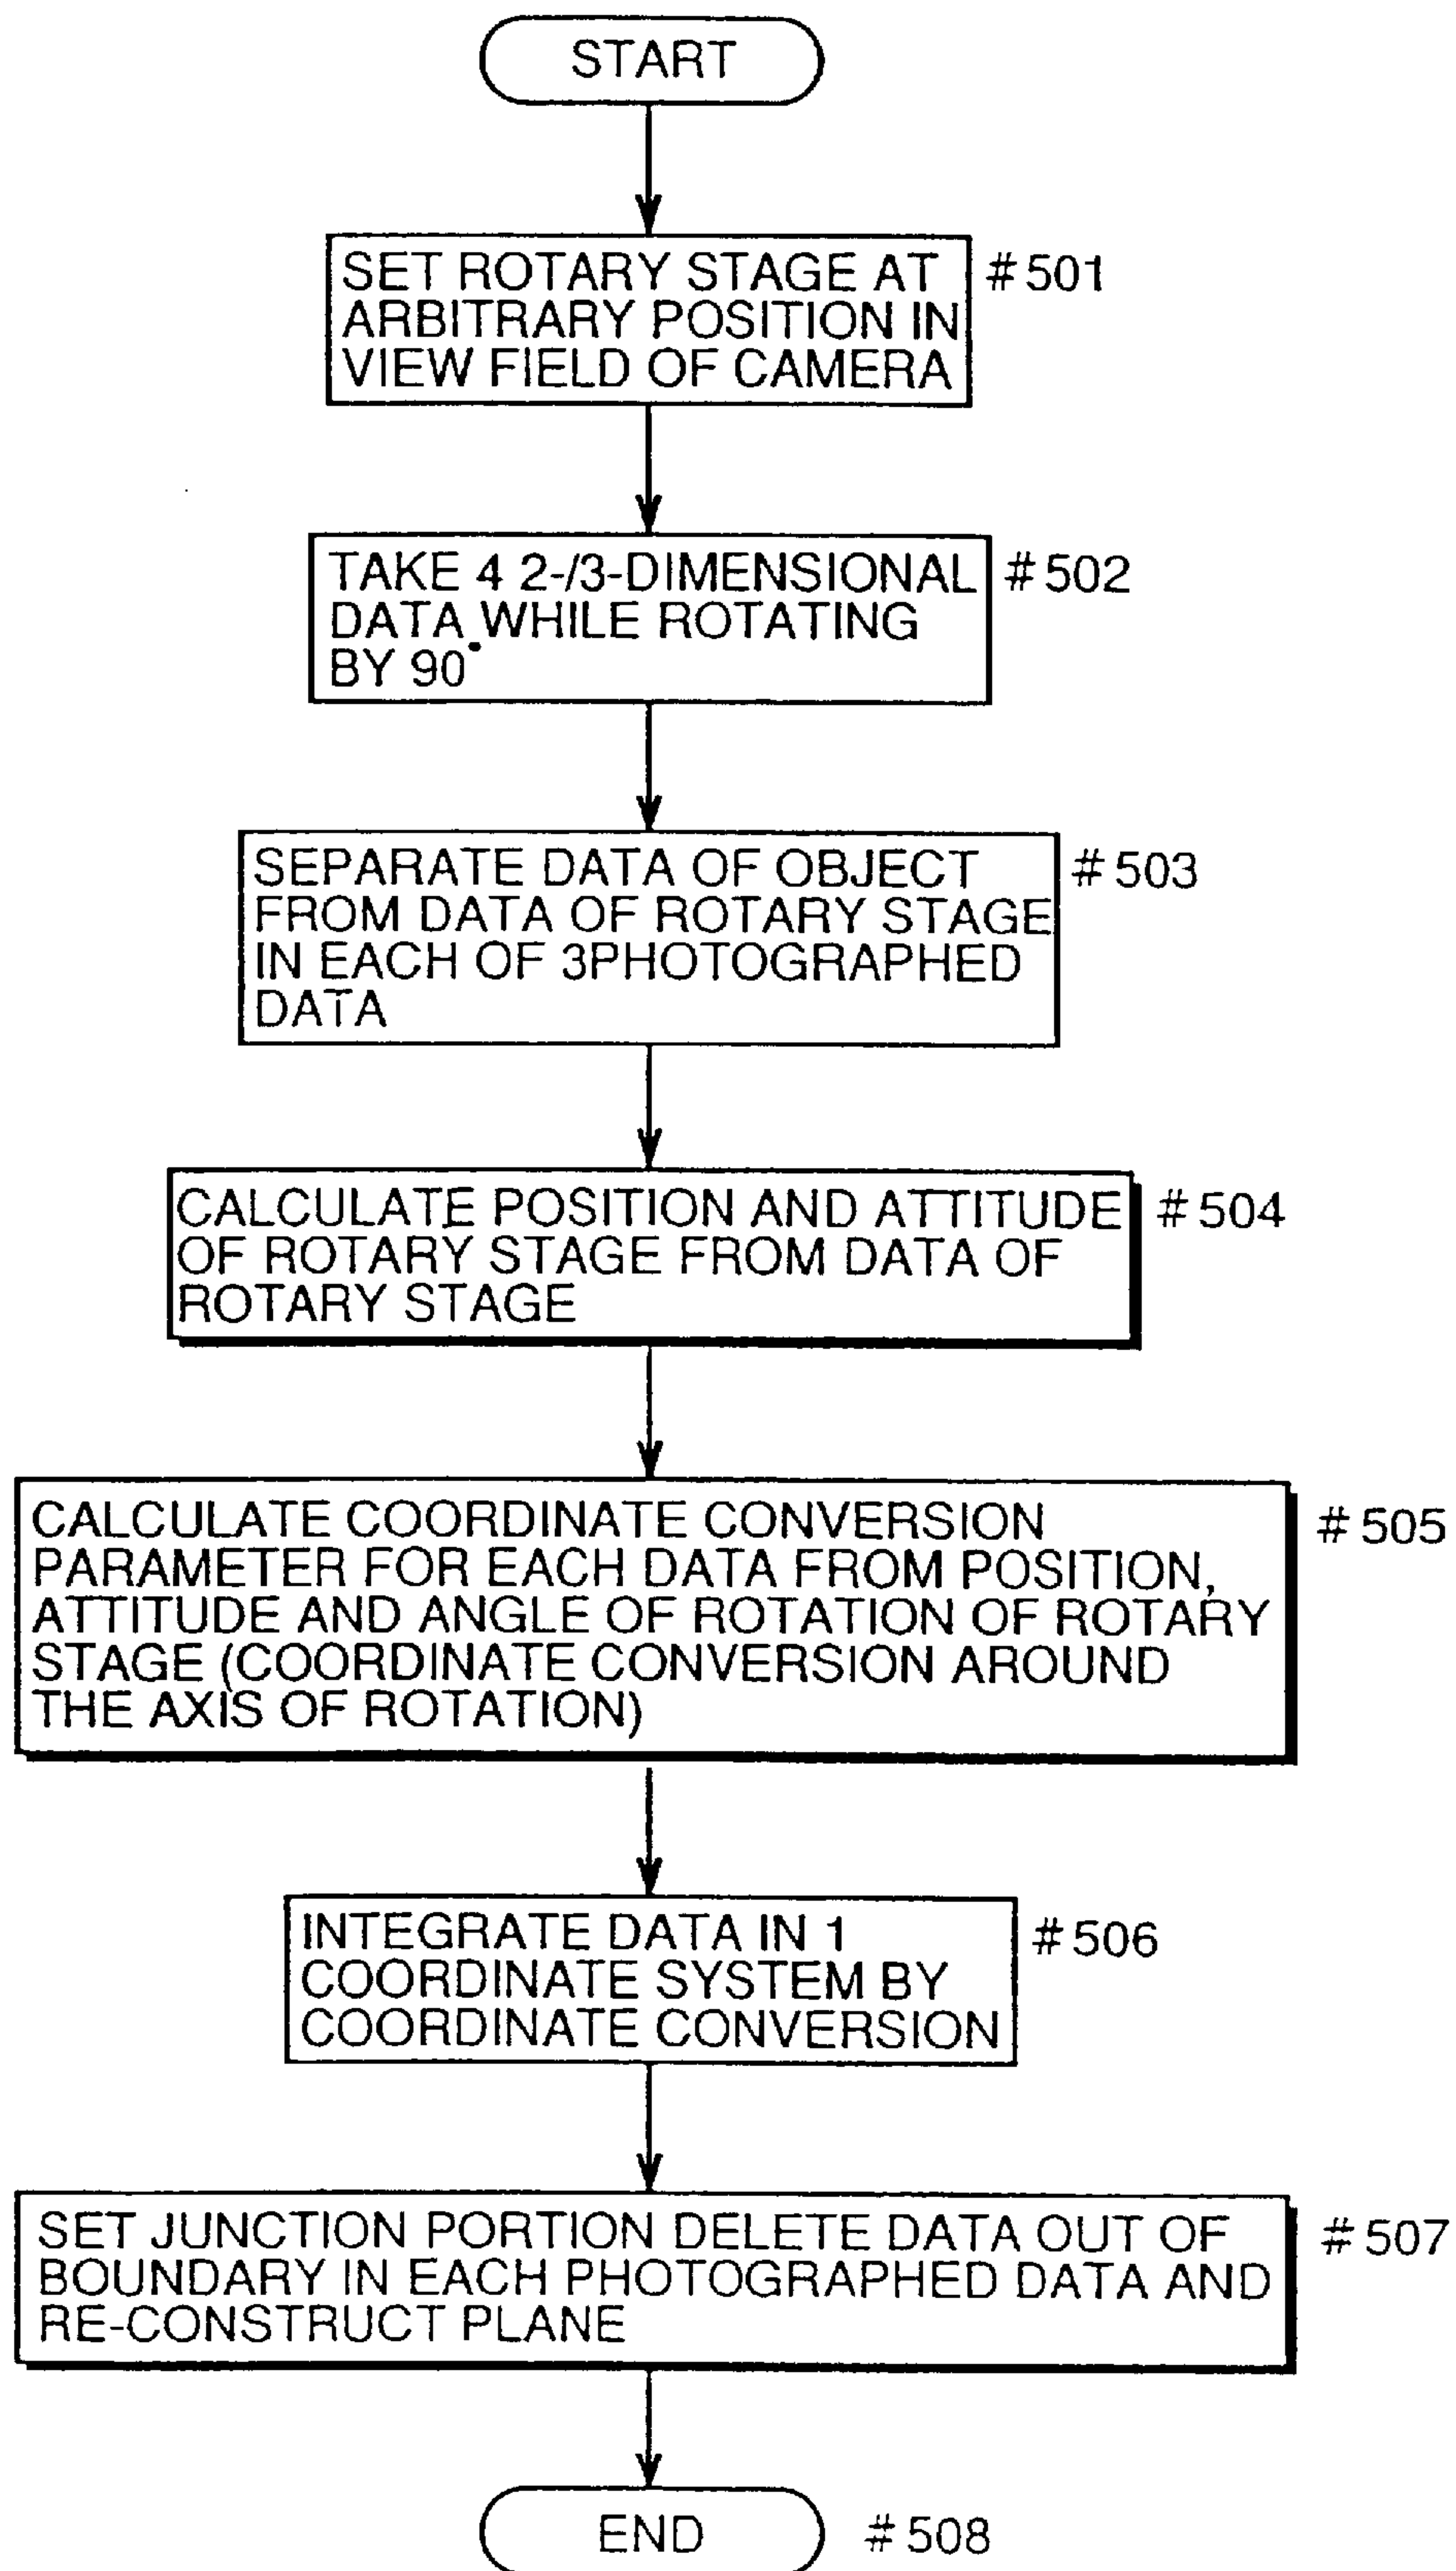 START
SET ROTARY STAGE AT
ARBITRARY POSITION IN
VIEW FIELD OF CAMERA
#501
TAKE 4 2-/3-DIMENSIONAL
DATA WHILE ROTATING
BY 90°
#502
SEPARATE DATA OF OBJECT
FROM DATA OF ROTARY STAGE
IN EACH OF 3PHOTOGRAPHED
DATA
#503
CALCULATE POSITION AND ATTITUDE
OF ROTARY STAGE FROM DATA OF
ROTARY STAGE
#504
CALCULATE COORDINATE CONVERSION
PARAMETER FOR EACH DATA FROM POSITION,
ATTITUDE AND ANGLE OF ROTATION OF ROTARY
STAGE (COORDINATE CONVERSION AROUND
THE AXIS OF ROTATION)
#505
INTEGRATE DATA IN 1
COORDINATE SYSTEM BY
COORDINATE CONVERSION
#506
SET JUNCTION PORTION DELETE DATA OUT OF
BOUNDARY IN EACH PHOTOGRAPHED DATA AND
RE-CONSTRUCT PLANE
#507
END
#508